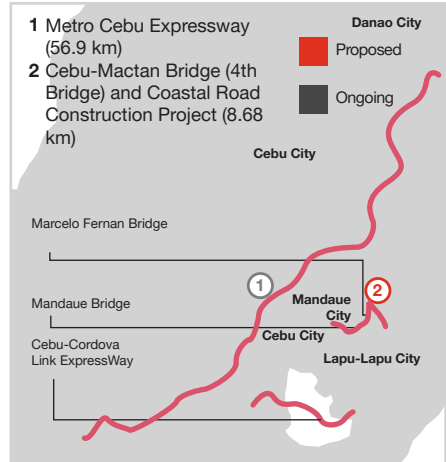 1 Metro Cebu Expressway
(56.9 km)
2 Cebu-Mactan Bridge (4th
Bridge) and Coastal Road
Construction Project (8.68
km)
Danao City
Proposed
Ongoing
Cebu City
Marcelo Fernan Bridge
1
2
Mandaue Bridge
Mandaue
City
Cebu City
Cebu-Cordova
Link ExpressWay
Lapu-Lapu City